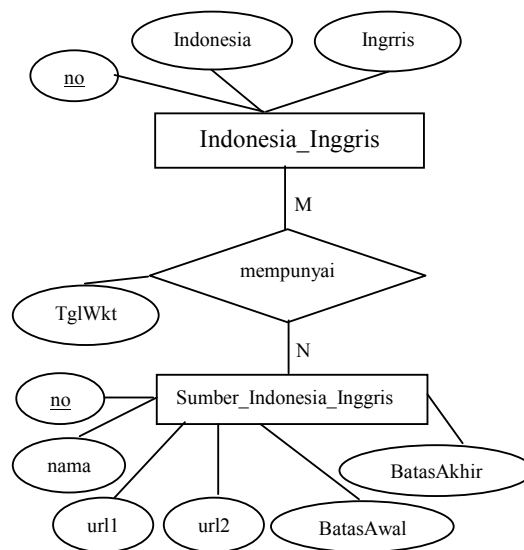 Indonesia
Ingrris
no
Indonesia_Inggris
M
mempunyai
TglWkt
N
no
Sumber_Indonesia_Inggris
nama
BatasAkhir
url1
url2
BatasAwal